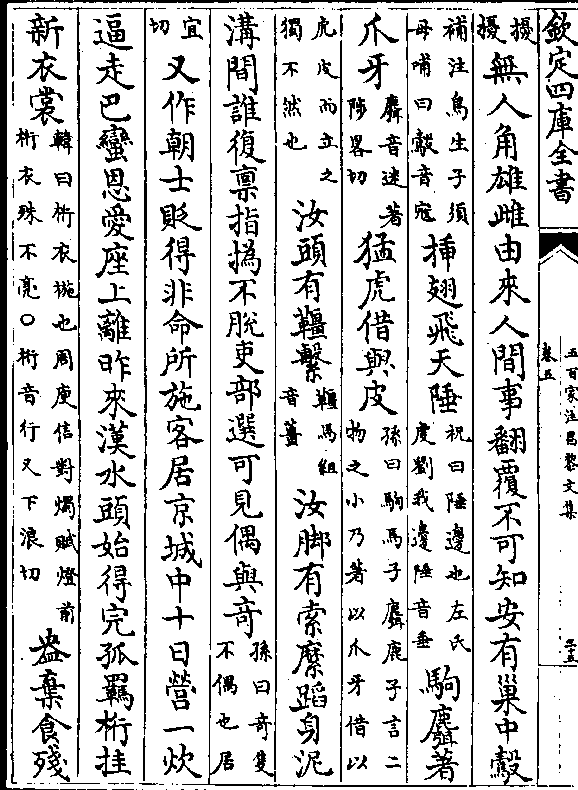 欽定四庫全書
擾擾無人角雄雌由來人間事翻覆不可知安有巢中鷇
補注鳥生子須
母哺曰鷇音宼
插翅飛天陲
祝曰陲邊也左氏
虔劉我邊陲音垂
駒麛著
爪牙
麛音迷著
陟畧切
猛虎借與皮
孫曰駒馬子麛鹿子言二
物之小乃著以爪牙借以
虎皮而立之
獨不然也
汝頭有韁繫
韁馬組
音薑
汝脚有索縻蹈身泥
溝間誰復禀指撝不脫吏部選可見偶與竒
孫曰竒隻
不偶也居
宜
切
又作朝士貶得非命所施客居京城中十日營一炊
逼走巴蠻恩愛座上離昨來漢水頭始得完孤羈桁挂
新衣裳
韓曰桁衣椸也周庾信對燭賦燈前
桁衣殊不亮○桁音行又下浪切
盎棄食殘
五百家注昌黎文集
卷五